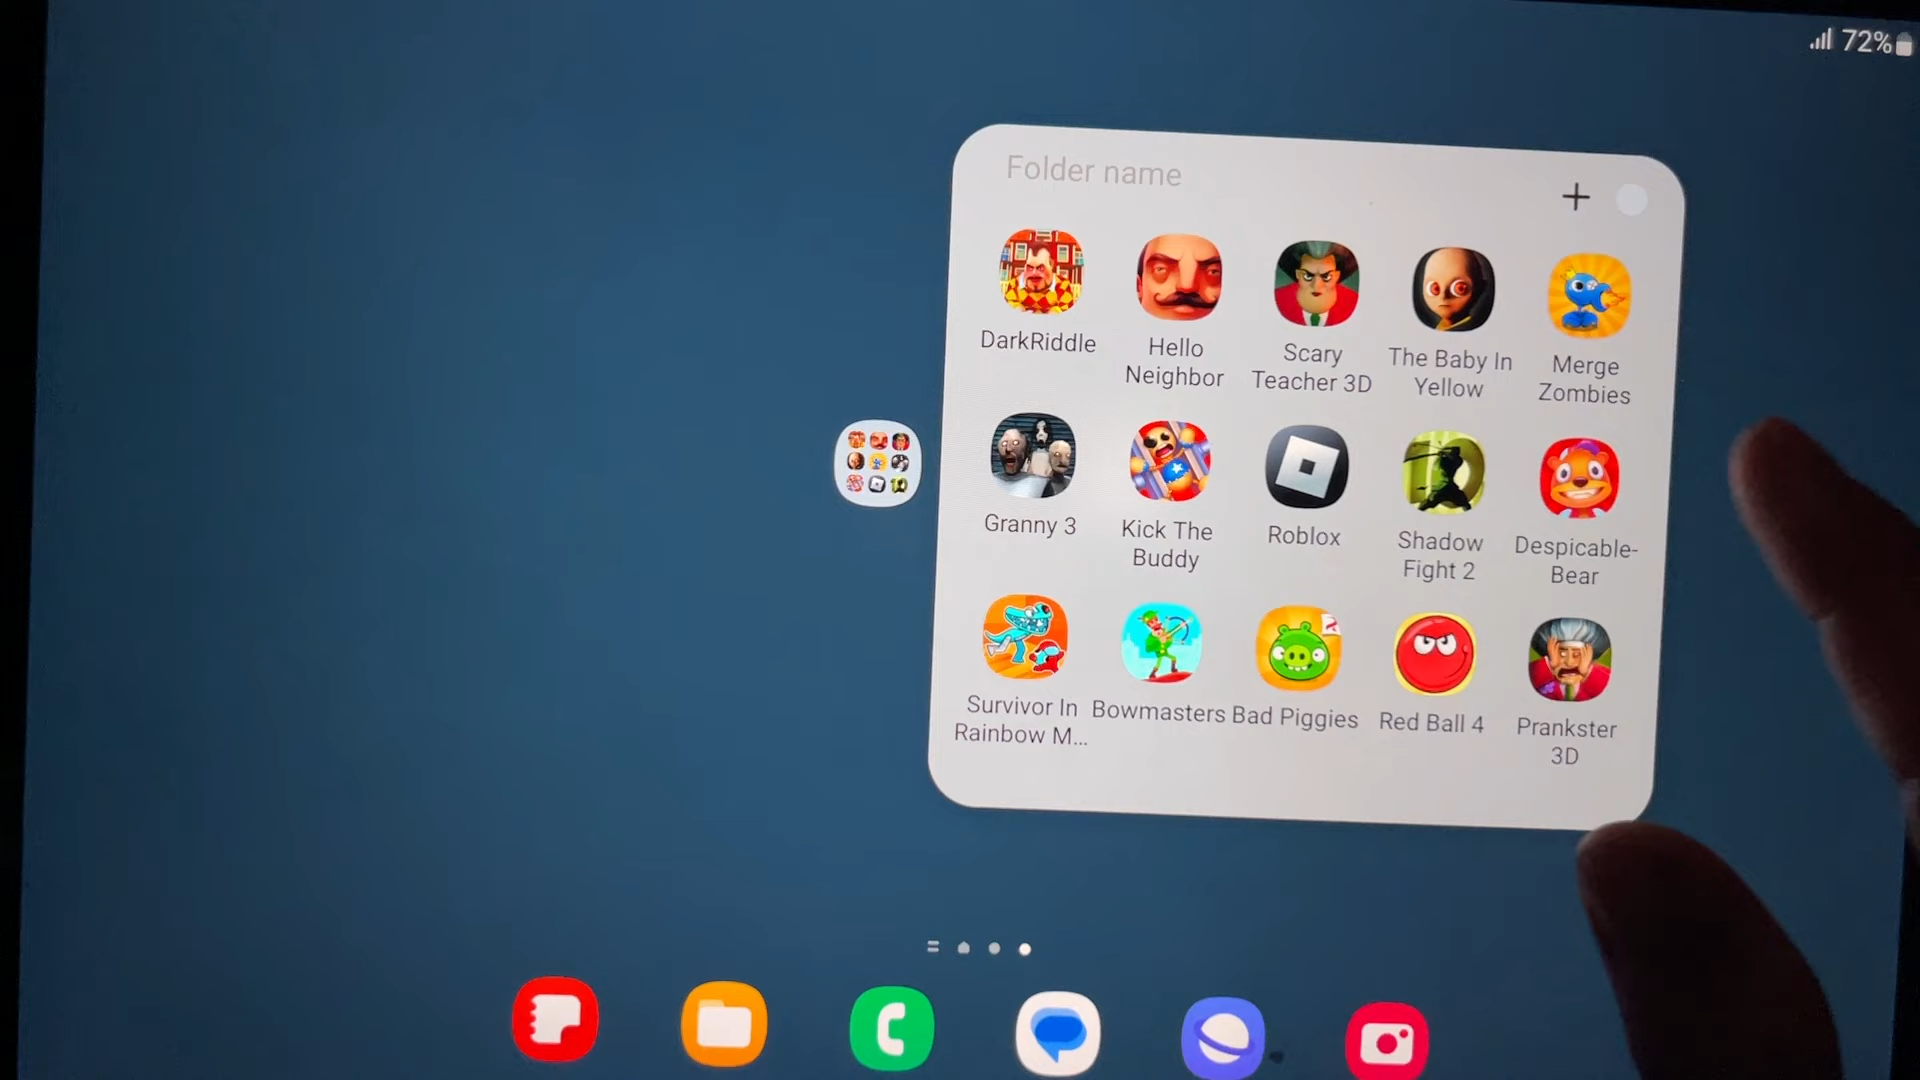 72%
Folder name
DarkRiddle
Hello
Neighbor
Scary
Teacher 3D
The Baby In
Yellow
Merge
Zombies
Granny 3
Kick The
Buddy
Roblox
Shadow
Fight 2
Despicable-
Bear
Survivor In
Rainbow M...
Bowmasters
Bad Piggies
Red Ball 4
Prankster
3D